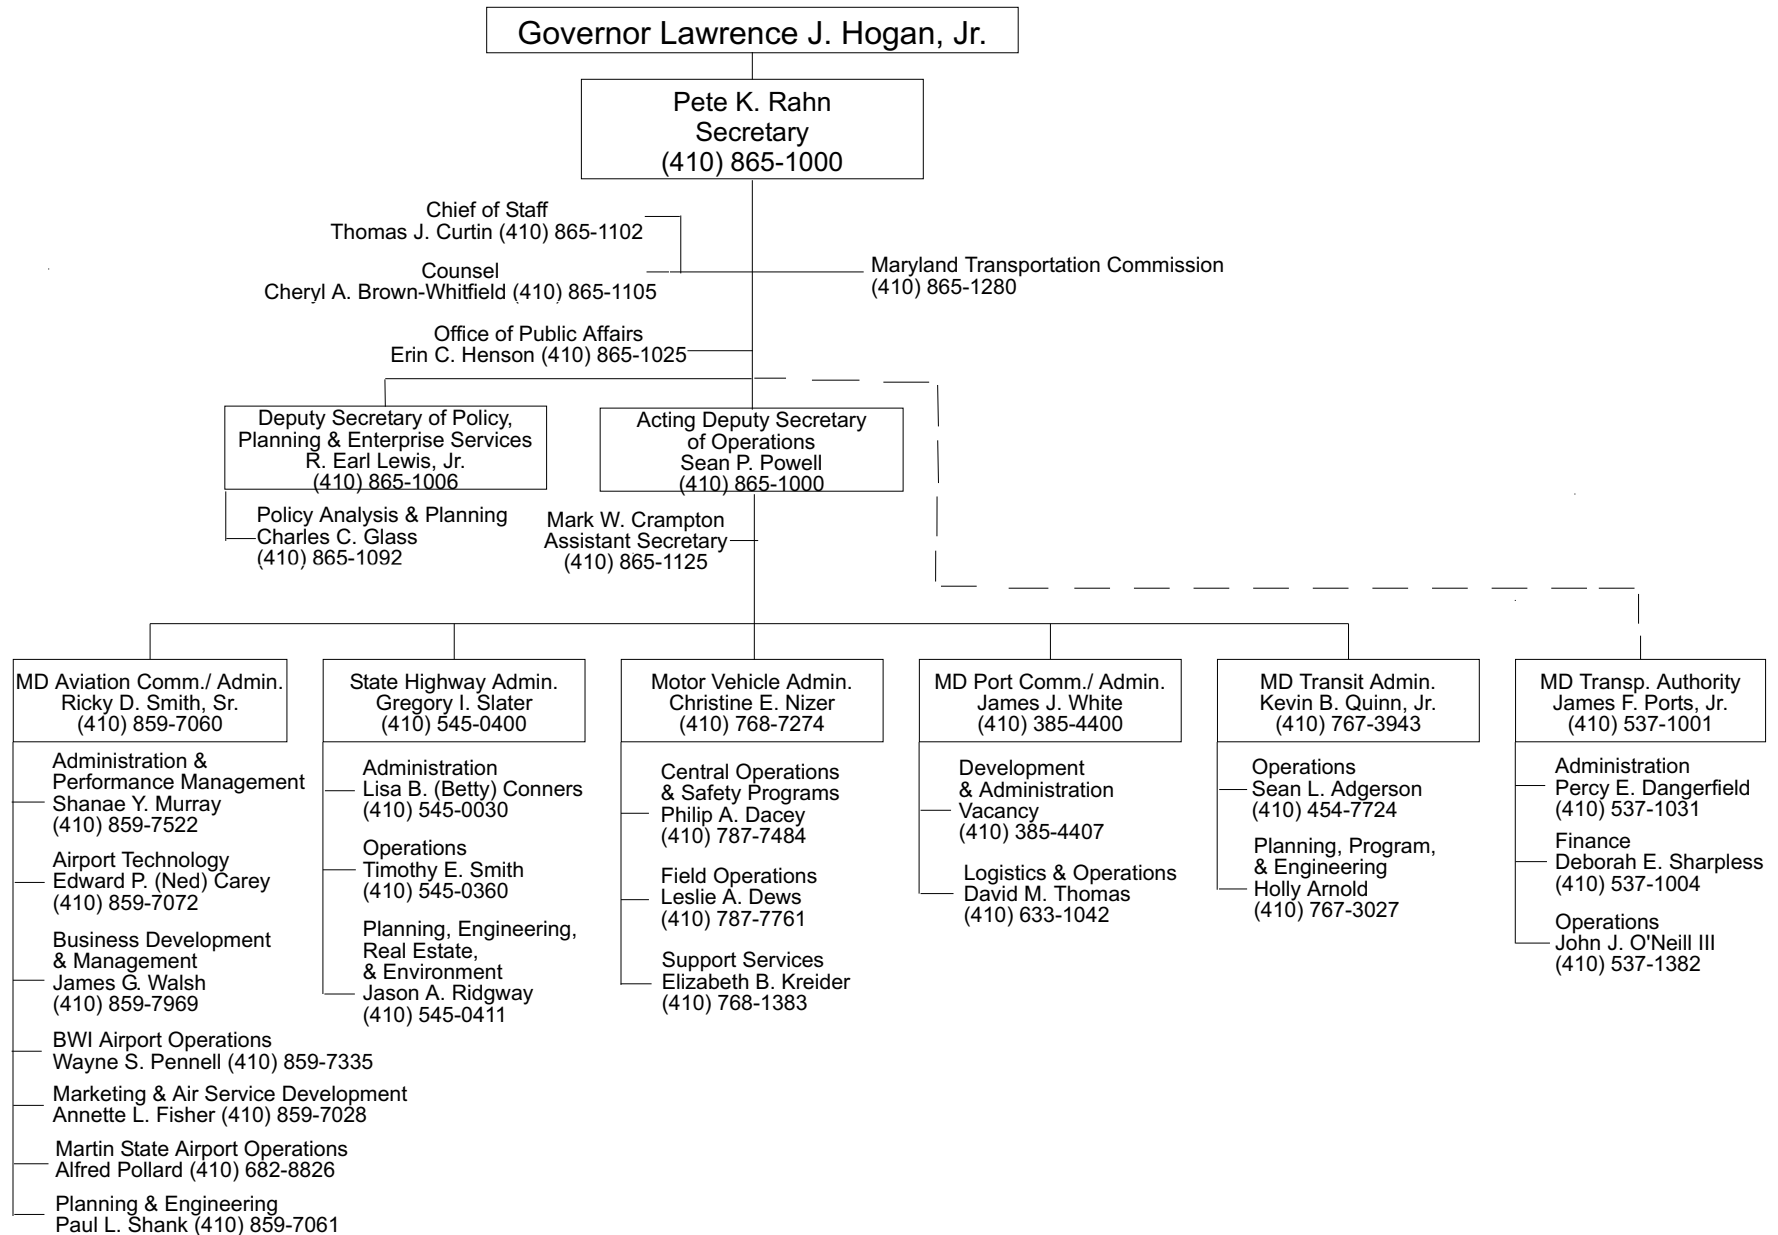 Governor Lawrence J. Hogan, Jr.
Pete K. Rahn
Secretary
(410) 865-1000
Chief of Staff
Thomas J. Curtin (410) 865-1102
Counsel
Cheryl A. Brown-Whitfield (410) 865-1105
Maryland Transportation Commission
(410) 865-1280
Office of Public Affairs
Erin C. Henson (410) 865-1025
Deputy Secretary of Policy,
Planning & Enterprise Services
R. Earl Lewis, Jr.
(410) 865-1006
Acting Deputy Secretary
of Operations
Sean P. Powell
(410) 865-1000
Policy Analysis & Planning
Charles C. Glass
(410) 865-1092
Mark W. Crampton
Assistant Secretary
(410) 865-1125
MD Aviation Comm./ Admin.
Ricky D. Smith, Sr.
(410) 859-7060
Administration &
Performance Management
Shanae Y. Murray
(410) 859-7522
Airport Technology
Edward P. (Ned) Carey
(410) 859-7072
Business Development
& Management
James G. Walsh
(410) 859-7969
BWI Airport Operations
Wayne S. Pennell (410) 859-7335
Marketing & Air Service Development
Annette L. Fisher (410) 859-7028
Martin State Airport Operations
Alfred Pollard (410) 682-8826
Planning & Engineering
Paul L. Shank (410) 859-7061
State Highway Admin.
Gregory I. Slater
(410) 545-0400
Administration
Lisa B. (Betty) Conners
(410) 545-0030
Operations
Timothy E. Smith
(410) 545-0360
Planning, Engineering,
Real Estate,
& Environment
Jason A. Ridgway
(410) 545-0411
Motor Vehicle Admin.
Christine E. Nizer
(410) 768-7274
Central Operations
& Safety Programs
Philip A. Dacey
(410) 787-7484
Field Operations
Leslie A. Dews
(410) 787-7761
Support Services
Elizabeth B. Kreider
(410) 768-1383
MD Port Comm./ Admin.
James J. White
(410) 385-4400
Development
& Administration
Vacancy
(410) 385-4407
Logistics & Operations
David M. Thomas
(410) 633-1042
MD Transit Admin.
Kevin B. Quinn, Jr.
(410) 767-3943
Operations
Sean L. Adgerson
(410) 454-7724
Planning, Program,
& Engineering
Holly Arnold
(410) 767-3027
MD Transp. Authority
James F. Ports, Jr.
(410) 537-1001
Administration
Percy E. Dangerfield
(410) 537-1031
Finance
Deborah E. Sharpless
(410) 537-1004
Operations
John J. O'Neill III
(410) 537-1382